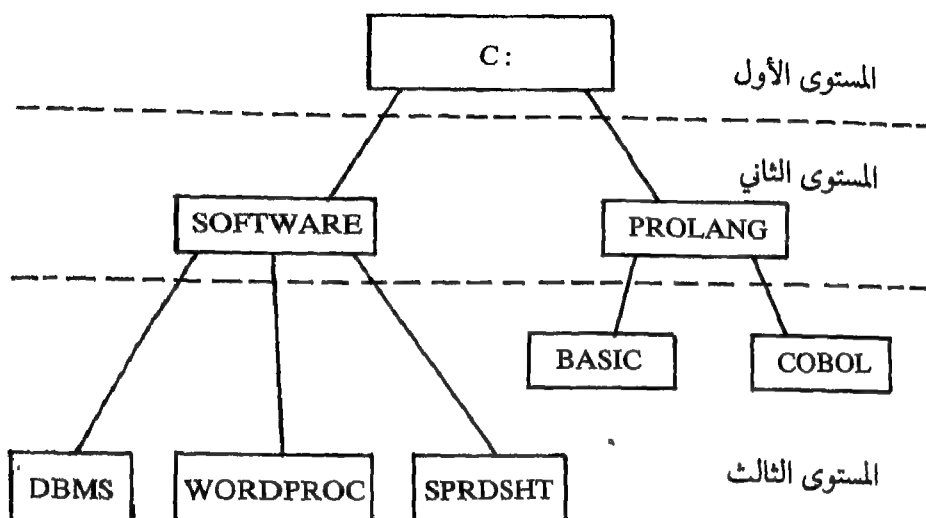 C:
المستوى الأول
المستوى الثاني
SOFTWARE
PROLANG
BASIC
COBOL
المستوى الثالث
DBMS
WORDPROC
SPRDSHT